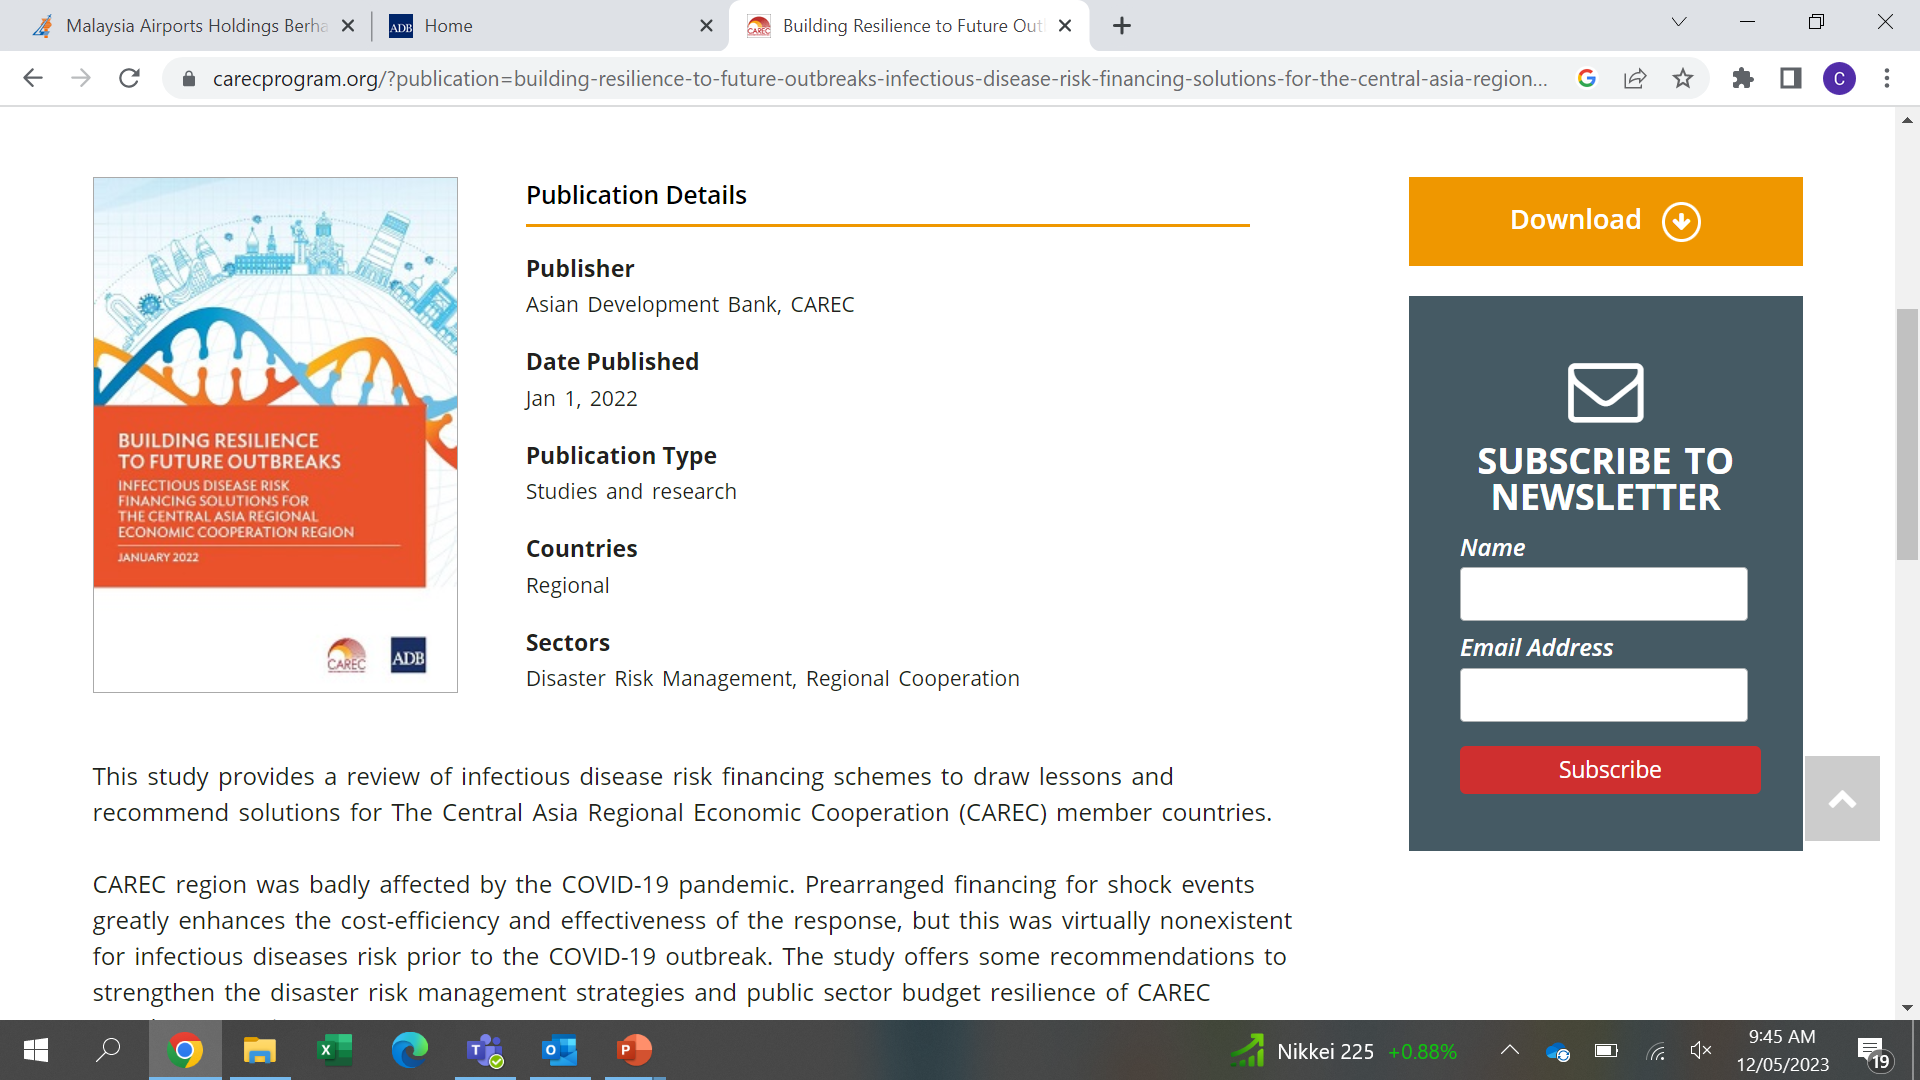 Malaysia Airports Holdings Berha
ADB
Home
CAREC
Building Resilience to Future Out
carecprogram.org/?publication=building-resilience-to-future-outbreaks-infectious-disease-risk-financing-solutions-for-the-central-asia-region...
C
BUILDING RESILIENCE
TO FUTURE OUTBREAKS
INFECTIOUS DISEASE RISK
FINANCING SOLUTIONS FOR
THE CENTRAL ASIA REGIONAL
ECONOMIC COOPERATION REGION
JANUARY 2022
CAREC
ADB
Publication Details
Publisher
Asian Development Bank, CAREC
Date Published
Jan 1, 2022
Publication Type
Studies and research
Countries
Regional
Sectors
Disaster Risk Management, Regional Cooperation
Download
SUBSCRIBE TO
NEWSLETTER
Name
Email Address
Subscribe
This study provides a review of infectious disease risk financing schemes to draw lessons and
recommend solutions for The Central Asia Regional Economic Cooperation (CAREC) member countries.
CAREC region was badly affected by the COVID-19 pandemic. Prearranged financing for shock events
greatly enhances the cost-efficiency and effectiveness of the response, but this was virtually nonexistent
for infectious diseases risk prior to the COVID-19 outbreak. The study offers some recommendations to
strengthen the disaster risk management strategies and public sector budget resilience of CAREC
Nikkei 225 +0.88%
9:45 AM
12/05/2023
19